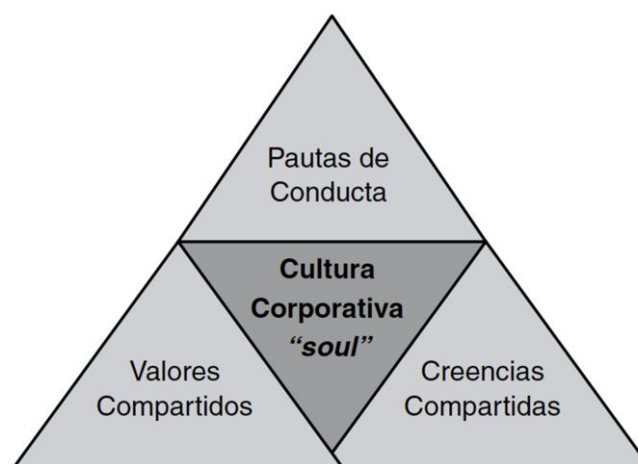 Pautas de
Conducta
Cultura
Corporativa
“soul”
Valores
Compartidos
Creencias
Compartidas